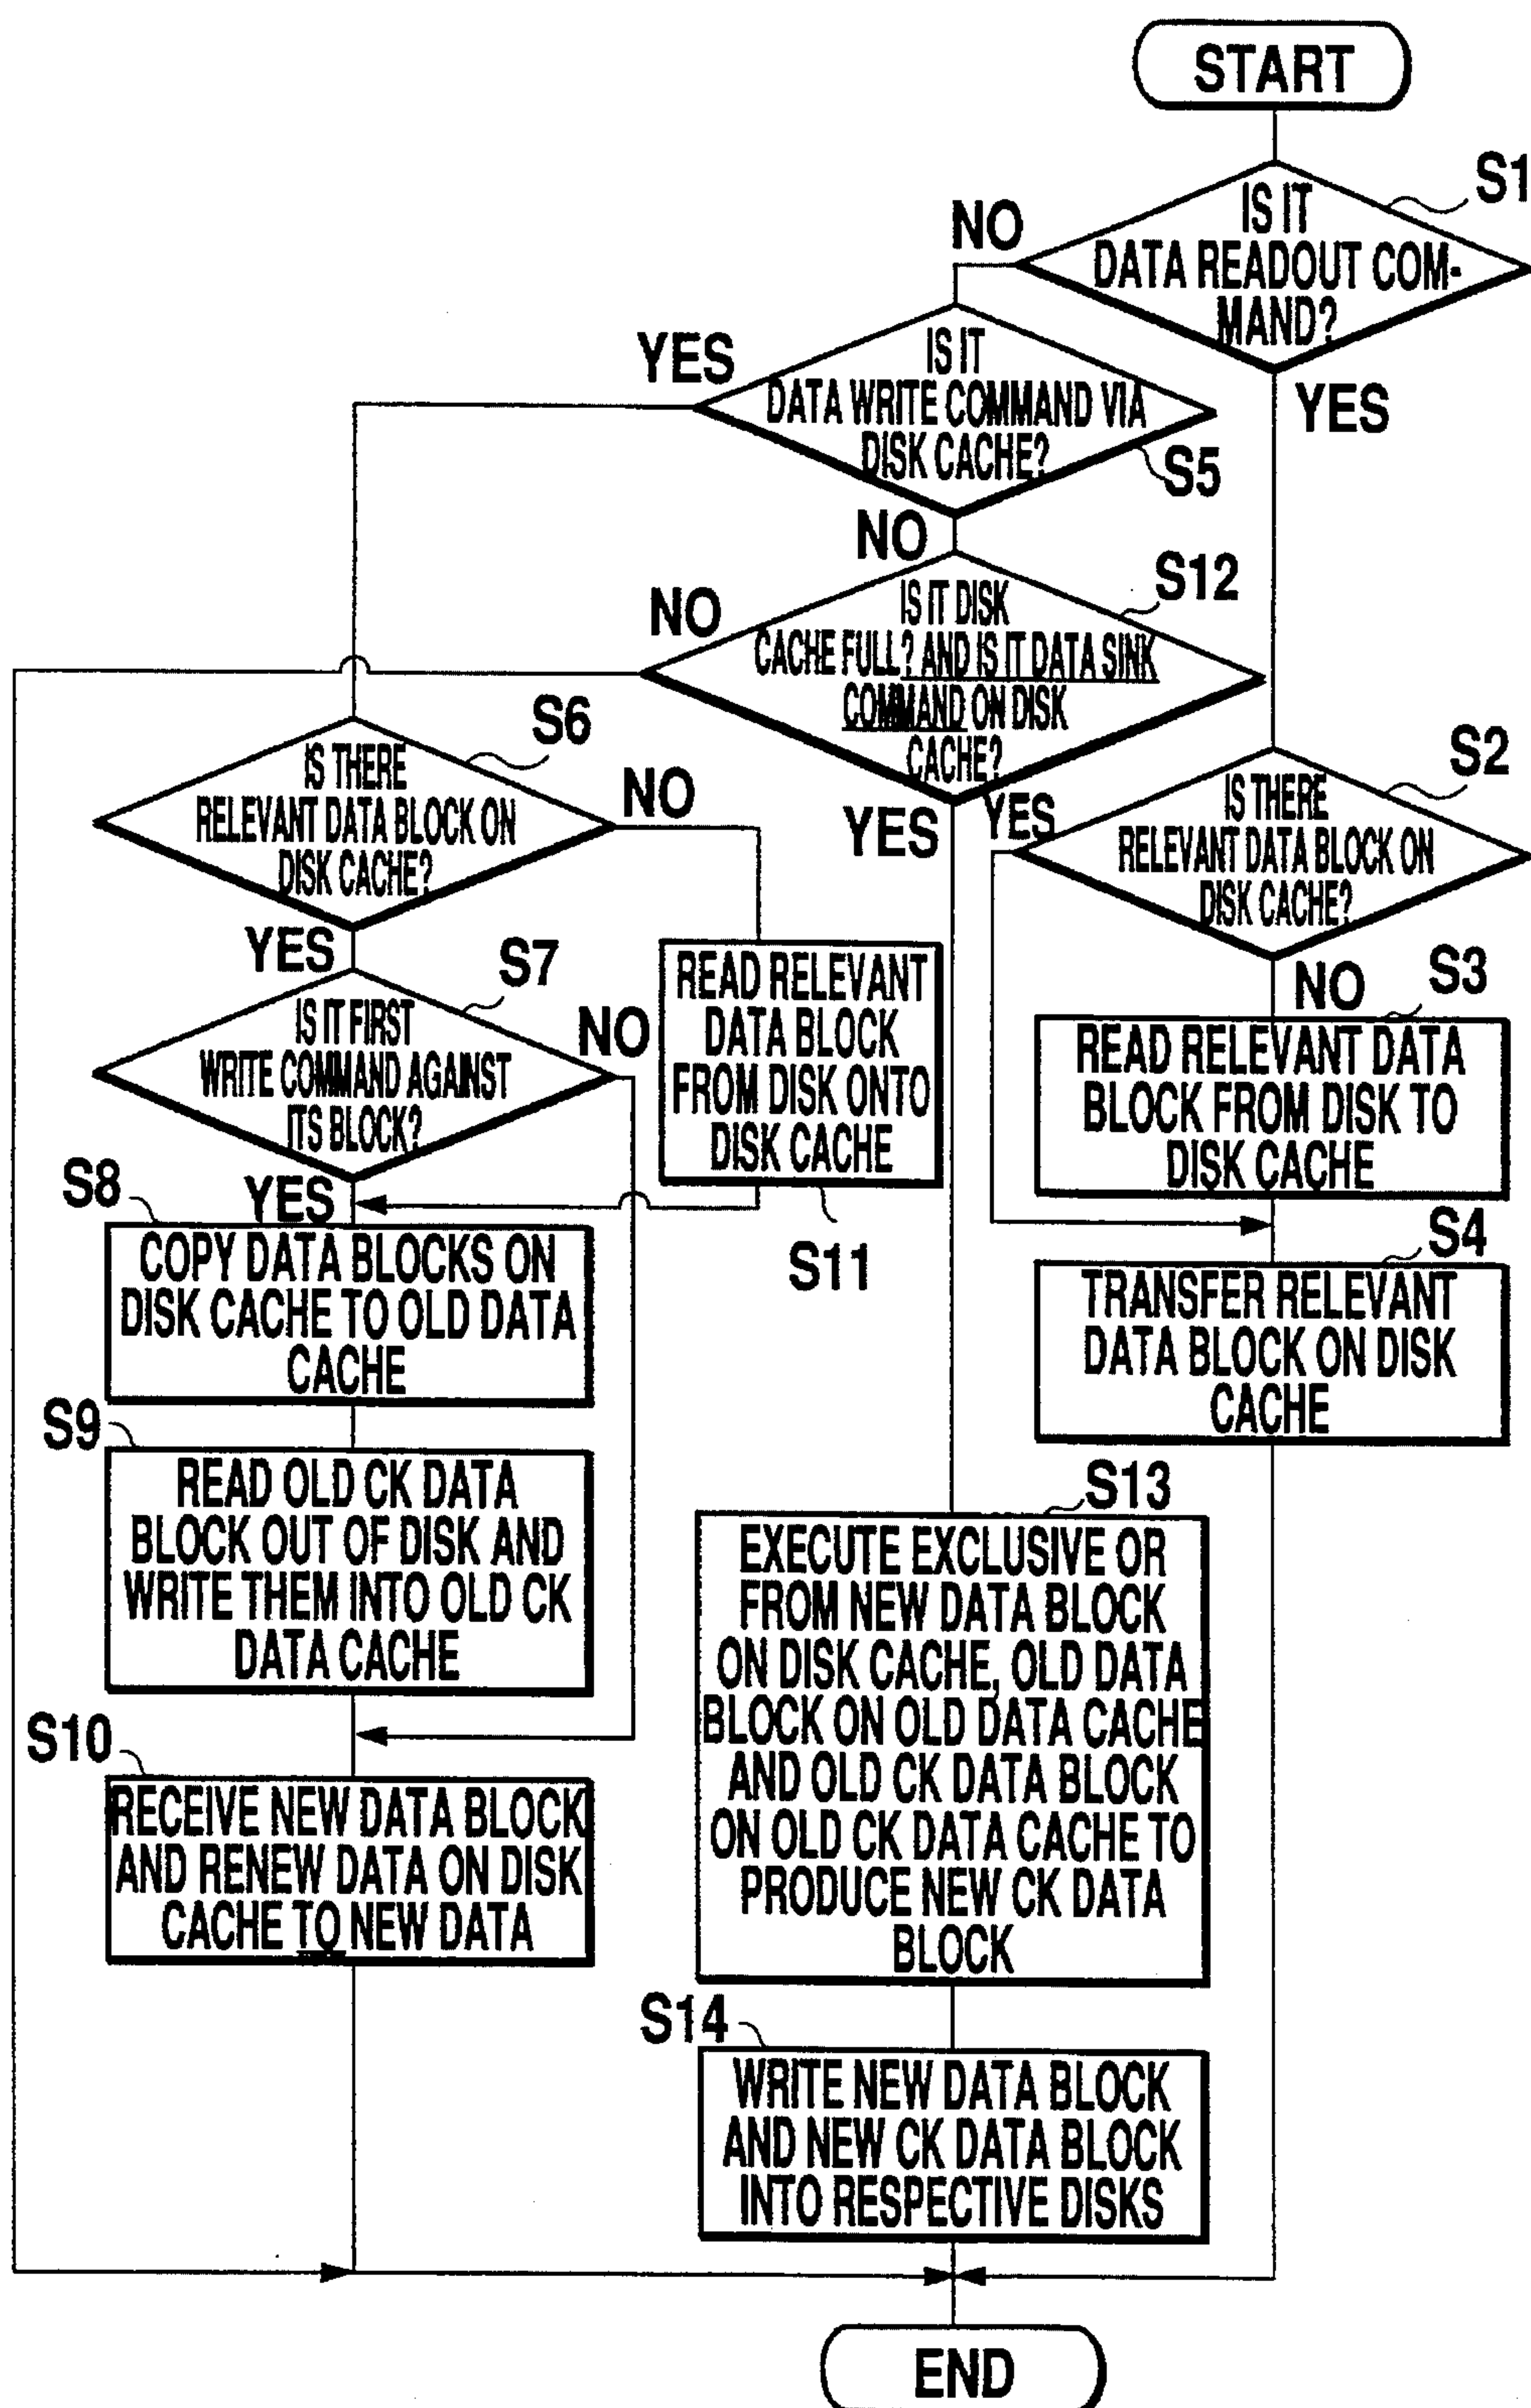 START
S1
IS IT
DATA READOUT COM-
MAND?
NO
YES
IS IT
DATA WRITE COMMAND VIA
DISK CACHE?
YES
S5
NO
S12
IS IT DISK
CACHE FULL? AND IS IT DATA SINK
COMMAND ON DISK
CACHE?
NO
YES
S6
IS THERE
RELEVANT DATA BLOCK ON
DISK CACHE?
NO
YES
S2
IS THERE
RELEVANT DATA BLOCK ON
DISK CACHE?
YES
NO
S7
IS IT FIRST
WRITE COMMAND AGAINST
ITS BLOCK?
NO
YES
READ RELEVANT
DATA BLOCK
FROM DISK ONTO
DISK CACHE
S11
S3
READ RELEVANT DATA
BLOCK FROM DISK TO
DISK CACHE
S8
COPY DATA BLOCKS ON
DISK CACHE TO OLD DATA
CACHE
S4
TRANSFER RELEVANT
DATA BLOCK ON DISK
CACHE
S9
READ OLD CK DATA
BLOCK OUT OF DISK AND
WRITE THEM INTO OLD CK
DATA CACHE
S13
EXECUTE EXCLUSIVE OR
FROM NEW DATA BLOCK
ON DISK CACHE, OLD DATA
BLOCK ON OLD DATA CACHE
AND OLD CK DATA BLOCK
ON OLD CK DATA CACHE TO
PRODUCE NEW CK DATA
BLOCK
S10
RECEIVE NEW DATA BLOCK
AND RENEW DATA ON DISK
CACHE TO NEW DATA
S14
WRITE NEW DATA BLOCK
AND NEW CK DATA BLOCK
INTO RESPECTIVE DISKS
END